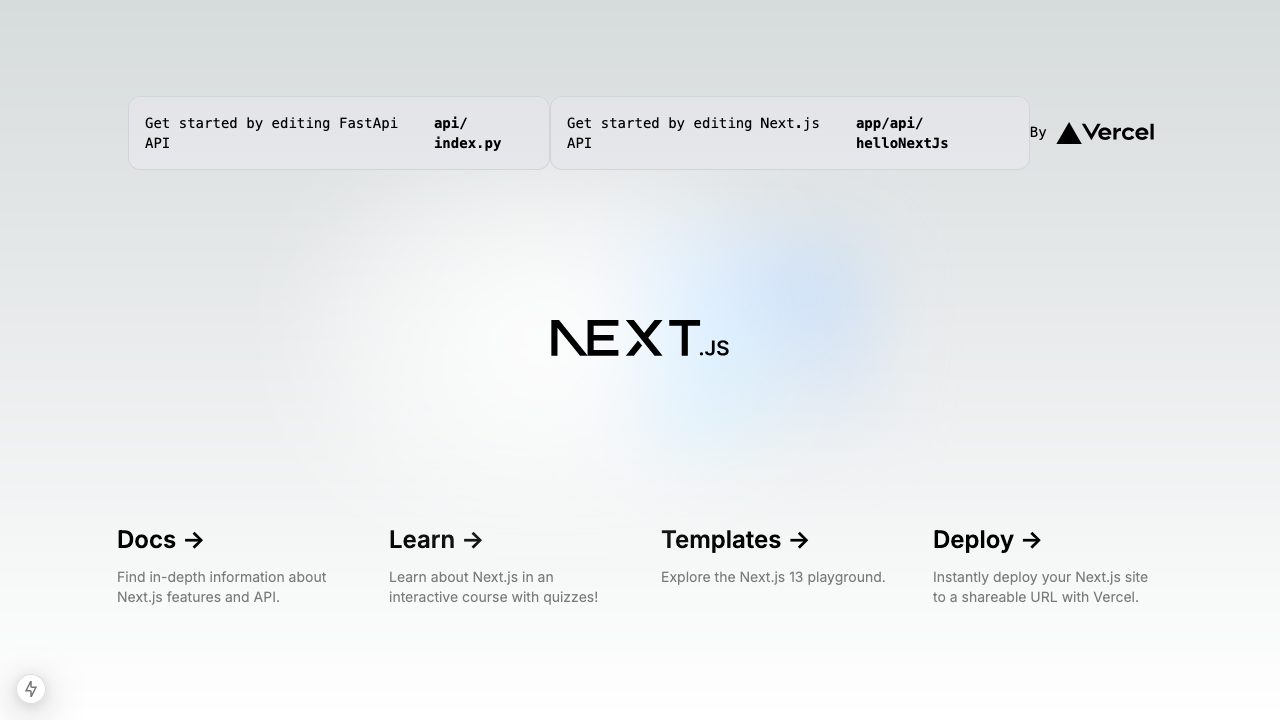 Get started by editing FastApi API
api/
index.py
Get started by editing Next.js API
app/api/
helloNextJs
By ▲Vercel
NEXT.JS
Docs →
Find in-depth information about
Next.js features and API.
Learn →
Learn about Next.js in an
interactive course with quizzes!
Templates →
Explore the Next.js 13 playground.
Deploy →
Instantly deploy your Next.js site
to a shareable URL with Vercel.